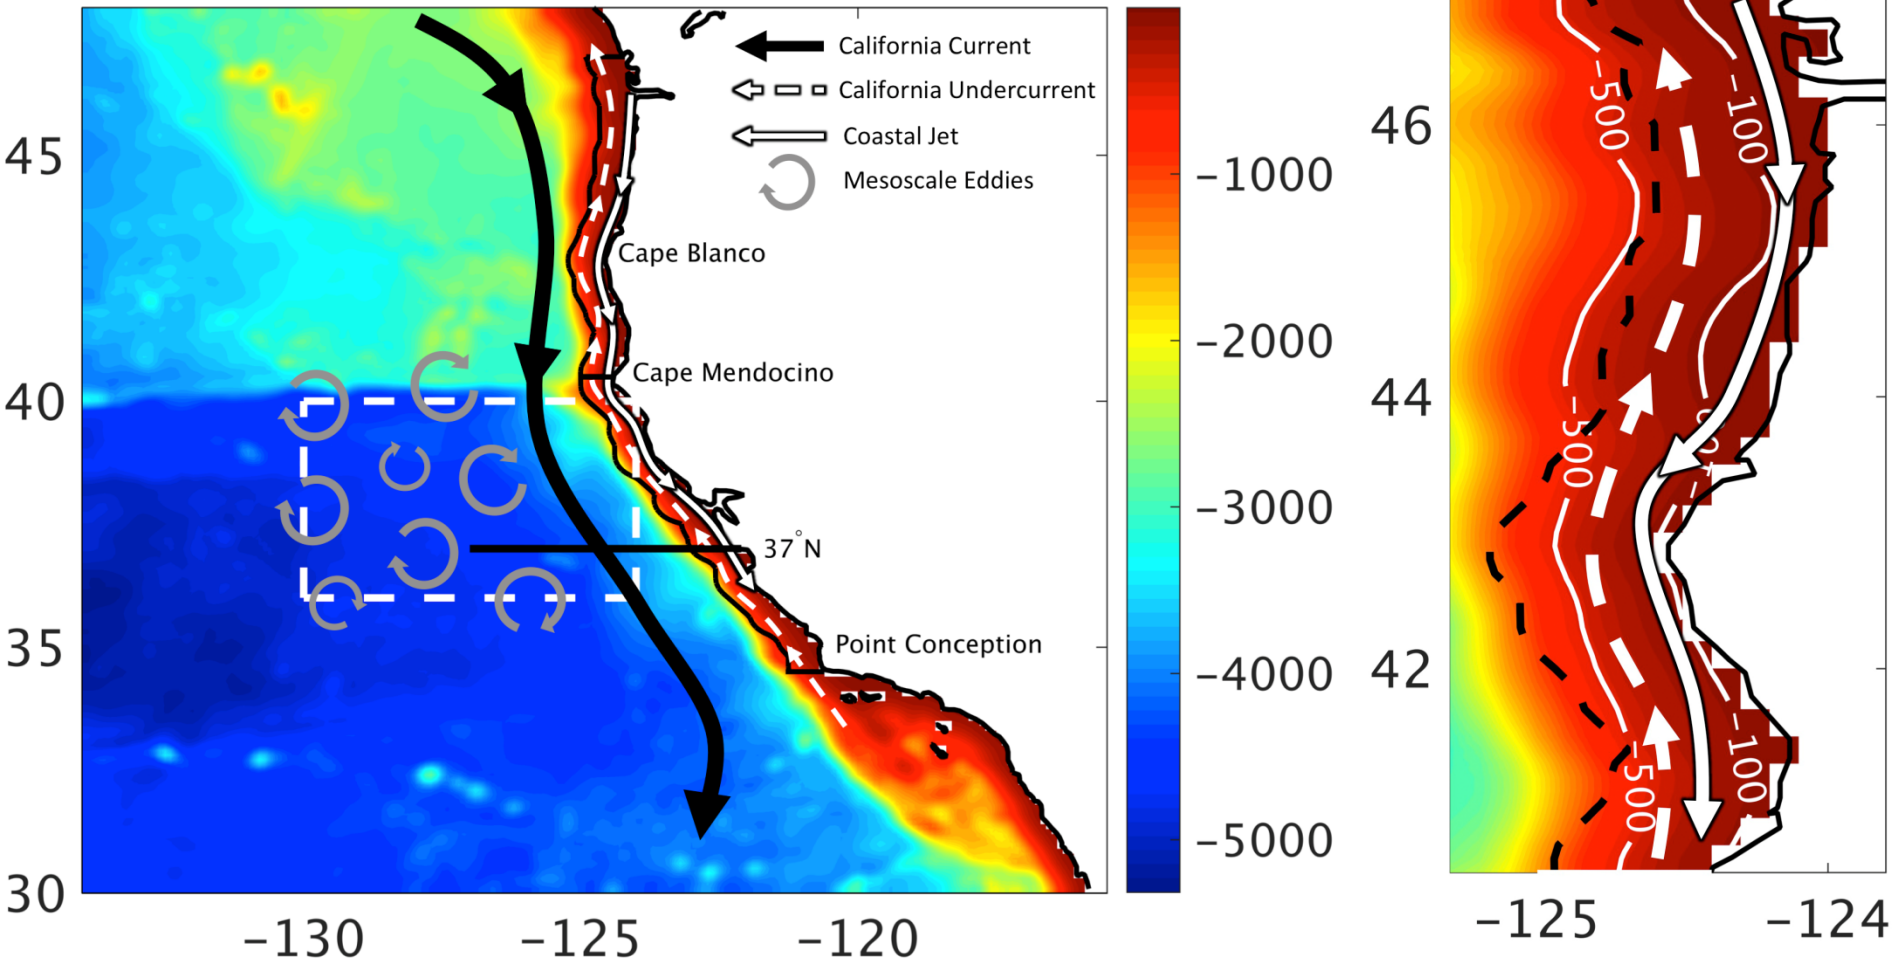 California Current
California Undercurrent
Coastal Jet
Mesoscale Eddies
Cape Blanco
Cape Mendocino
37°N
Point Conception
45
40
35
30
-130
-125
-120
-1000
-2000
-3000
-4000
-5000
46
44
42
-125
-124
-500
-100
-500
-500
-100